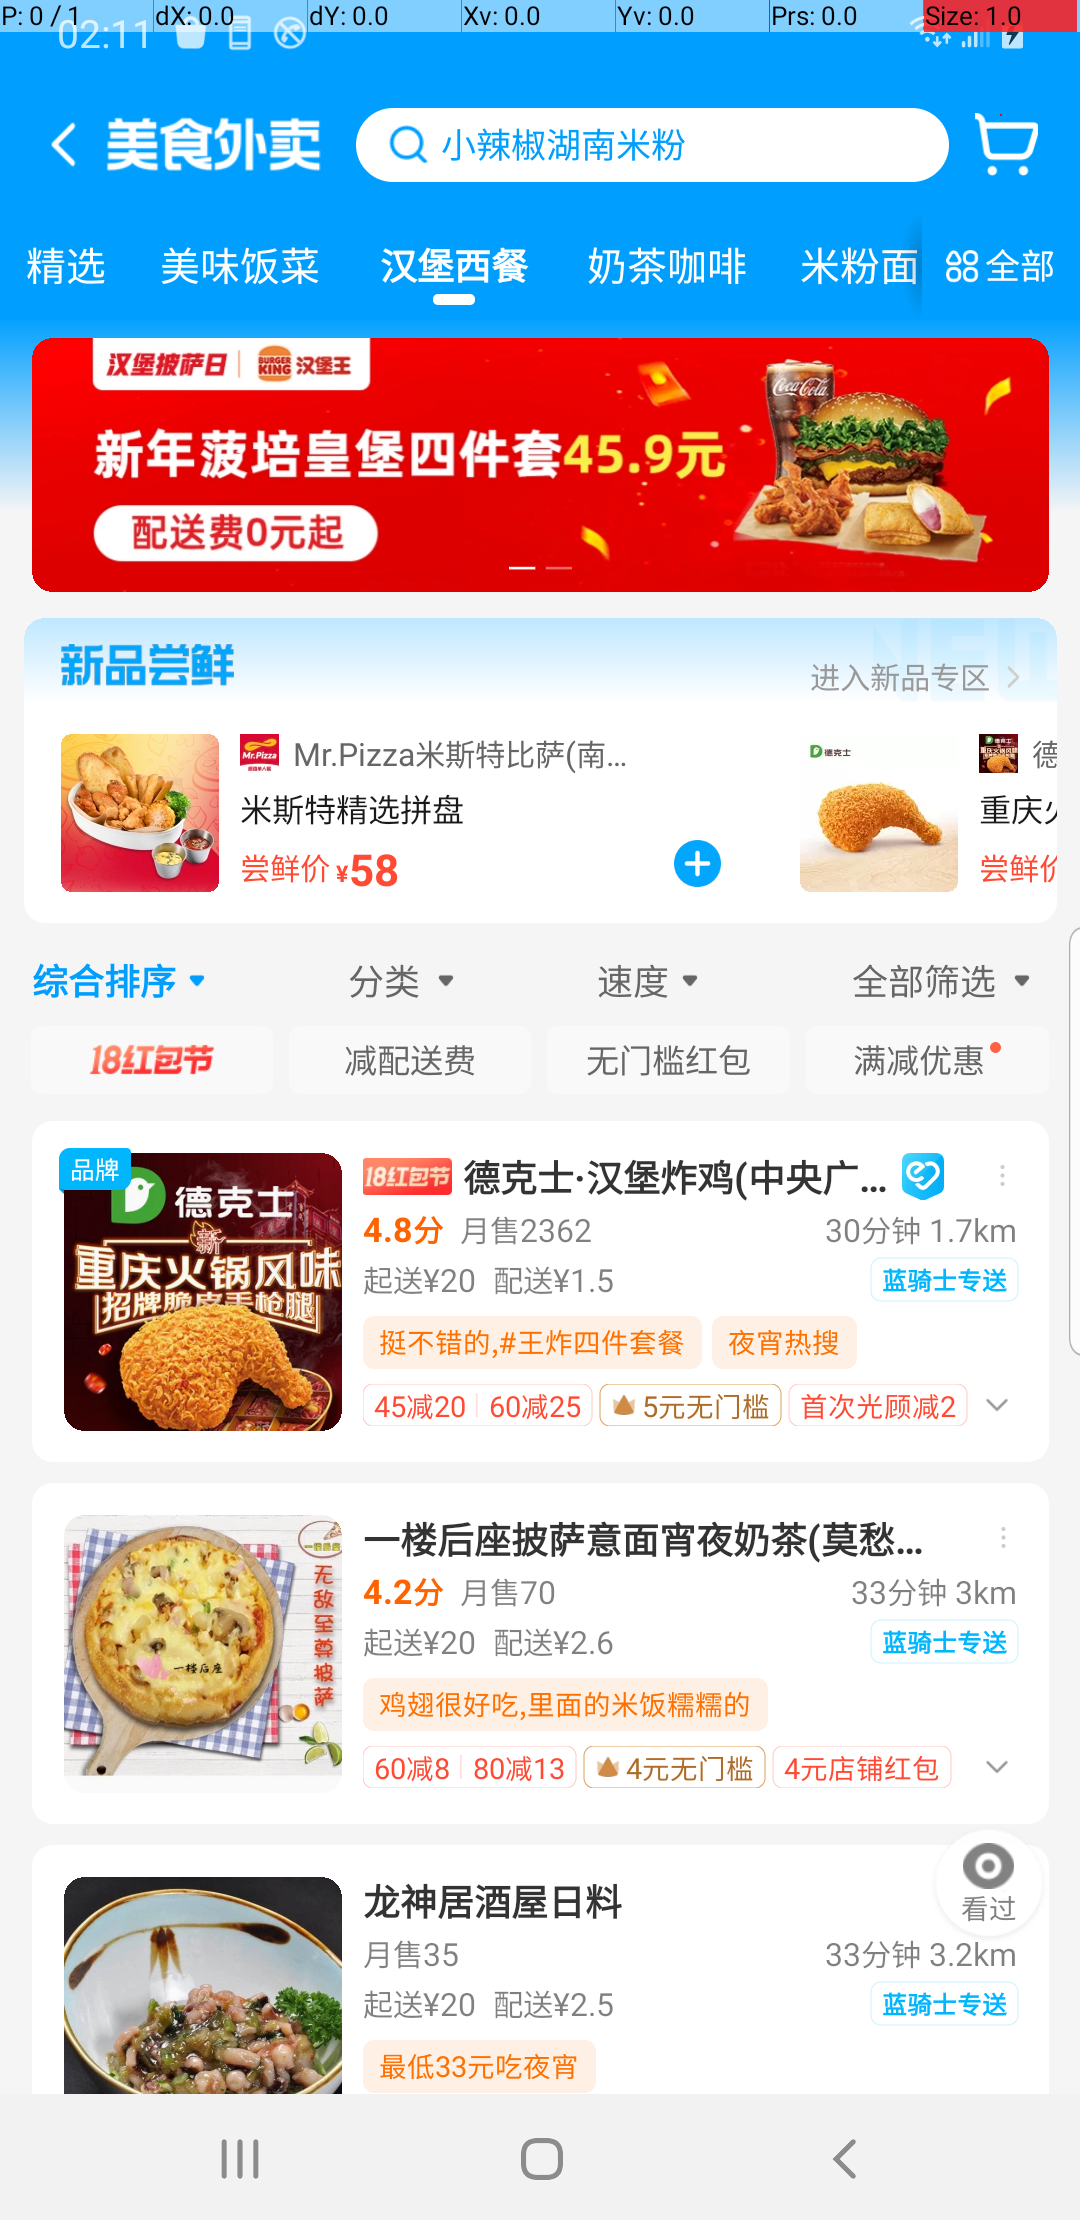 P: 0 / 1 dX: 0.0 dY: 0.0 Xv: 0.0 Yv: 0.0 Prs: 0.0 Size: 1.0
02:11
美食外卖 小辣椒湖南米粉
精选 美味饭菜 汉堡西餐 奶茶咖啡 米粉面 全部
汉堡披萨日 BURGER KING 汉堡王
新年菠培皇堡四件套45.9元
配送费0元起
Coca-Cola
新品尝鲜 NEW
进入新品专区
Mr.Pizza Mr.Pizza米斯特比萨(南...
米斯特精选拼盘
尝鲜价 ¥58
德克士 德
重庆火
尝鲜价
综合排序 分类 速度 全部筛选
18红包节 减配送费 无门槛红包 满减优惠
品牌 德克士
新
重庆火锅风味
招牌脆皮手枪腿
18红包节 德克士·汉堡炸鸡(中央广...
4.8分 月售2362 30分钟 1.7km
起送¥20 配送¥1.5 蓝骑士专送
挺不错的,#王炸四件套餐 夜宵热搜
45减20 60减25 5元无门槛 首次光顾减2
一楼后座
无敌至尊披萨
一楼后座披萨意面宵夜奶茶(莫愁...
4.2分 月售70 33分钟 3km
起送¥20 配送¥2.6 蓝骑士专送
鸡翅很好吃,里面的米饭糯糯的
60减8 80减13 4元无门槛 4元店铺红包
龙神居酒屋日料
看过
月售35 33分钟 3.2km
起送¥20 配送¥2.5 蓝骑士专送
最低33元吃夜宵